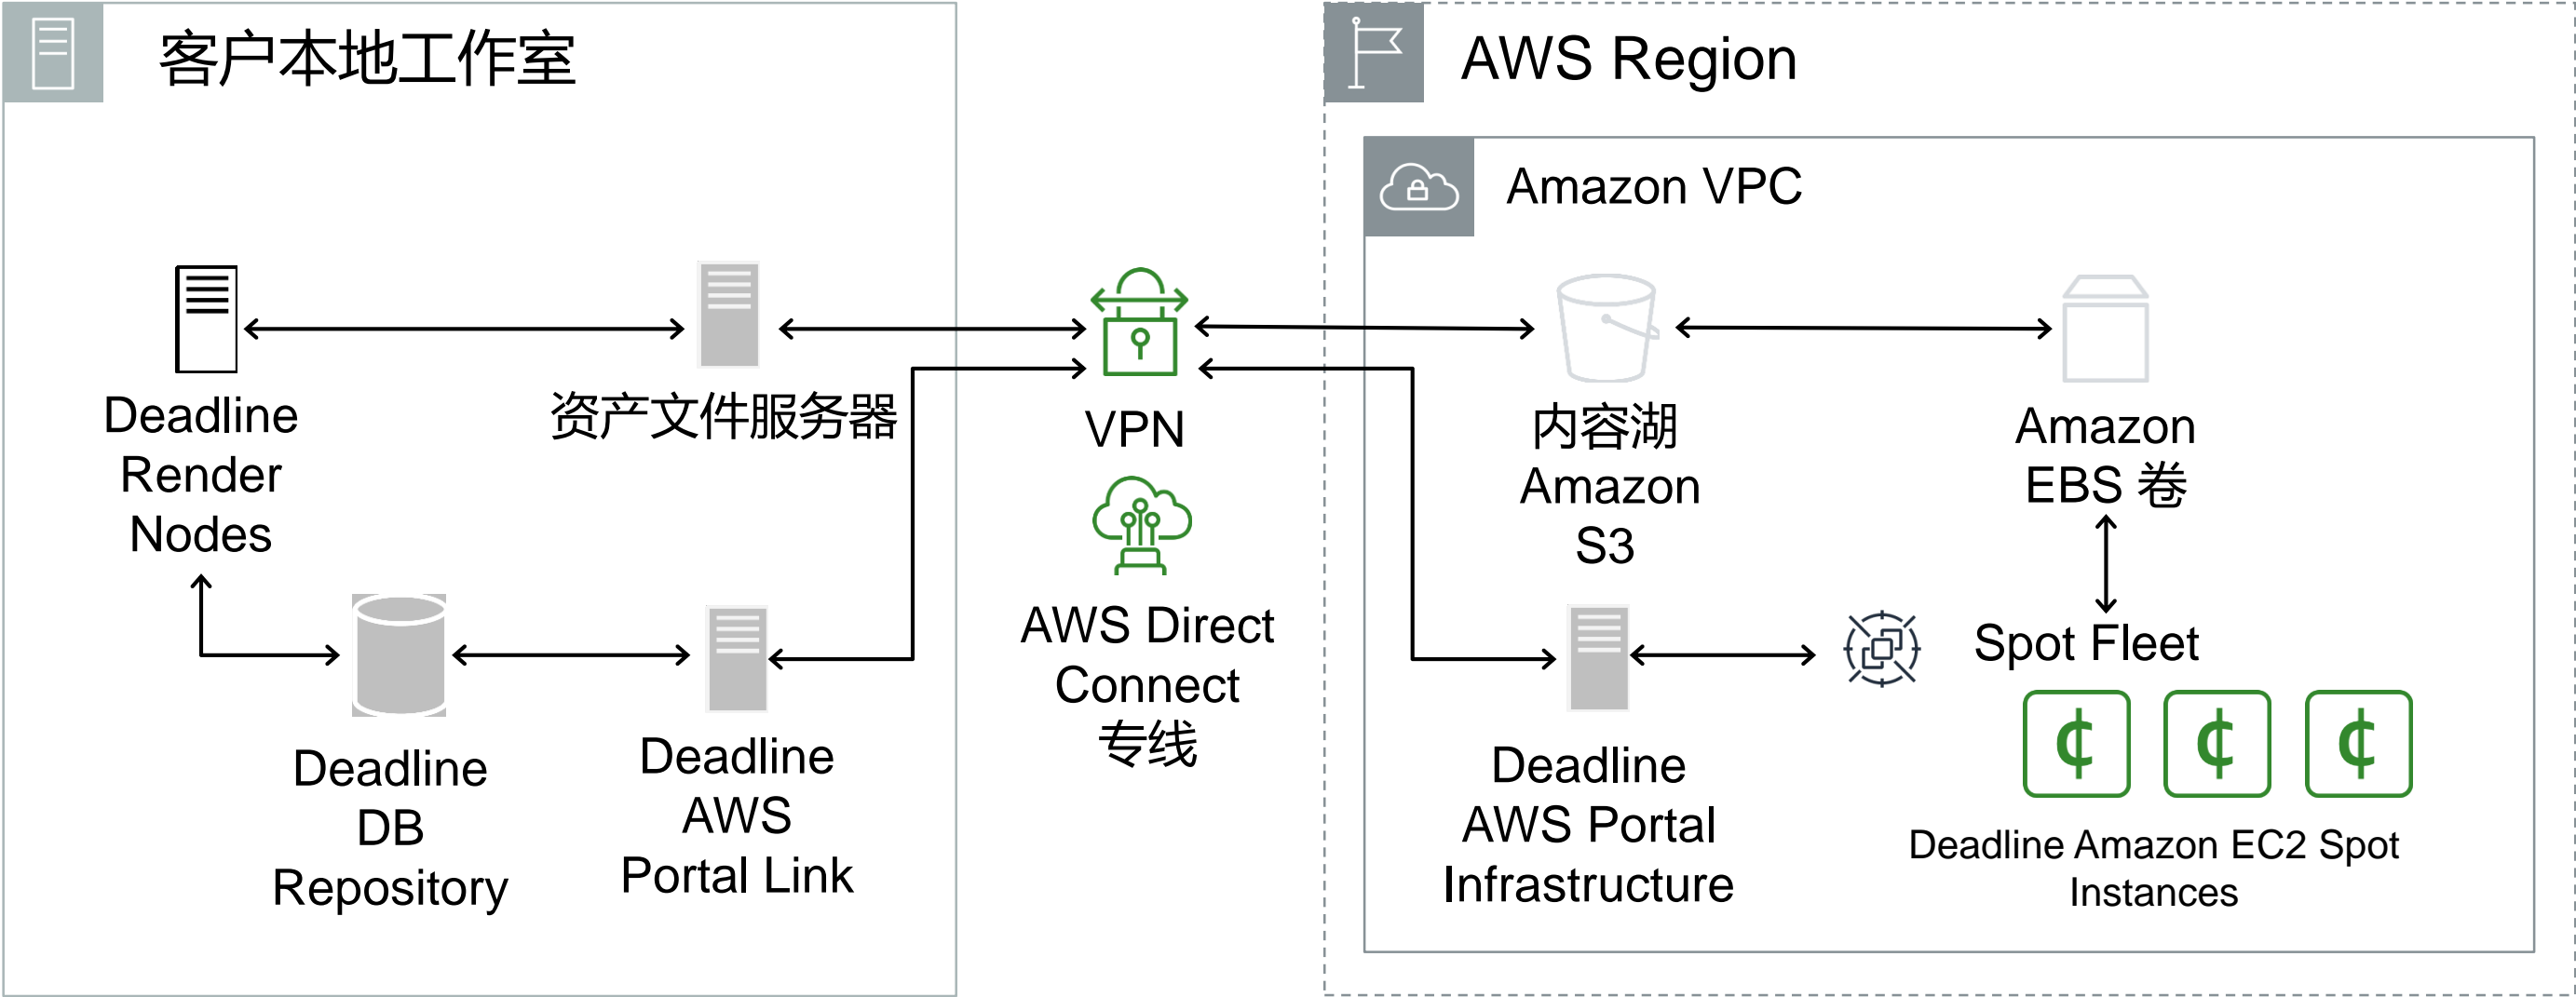 客户本地工作室
Deadline
Render
Nodes
资产文件服务器
Deadline
DB
Repository
Deadline
AWS
Portal Link
VPN
AWS Direct
Connect
专线
AWS Region
Amazon VPC
内容湖
Amazon
S3
Amazon
EBS 卷
Deadline
AWS Portal
Infrastructure
Spot Fleet
¢ ¢ ¢
Deadline Amazon EC2 Spot
Instances